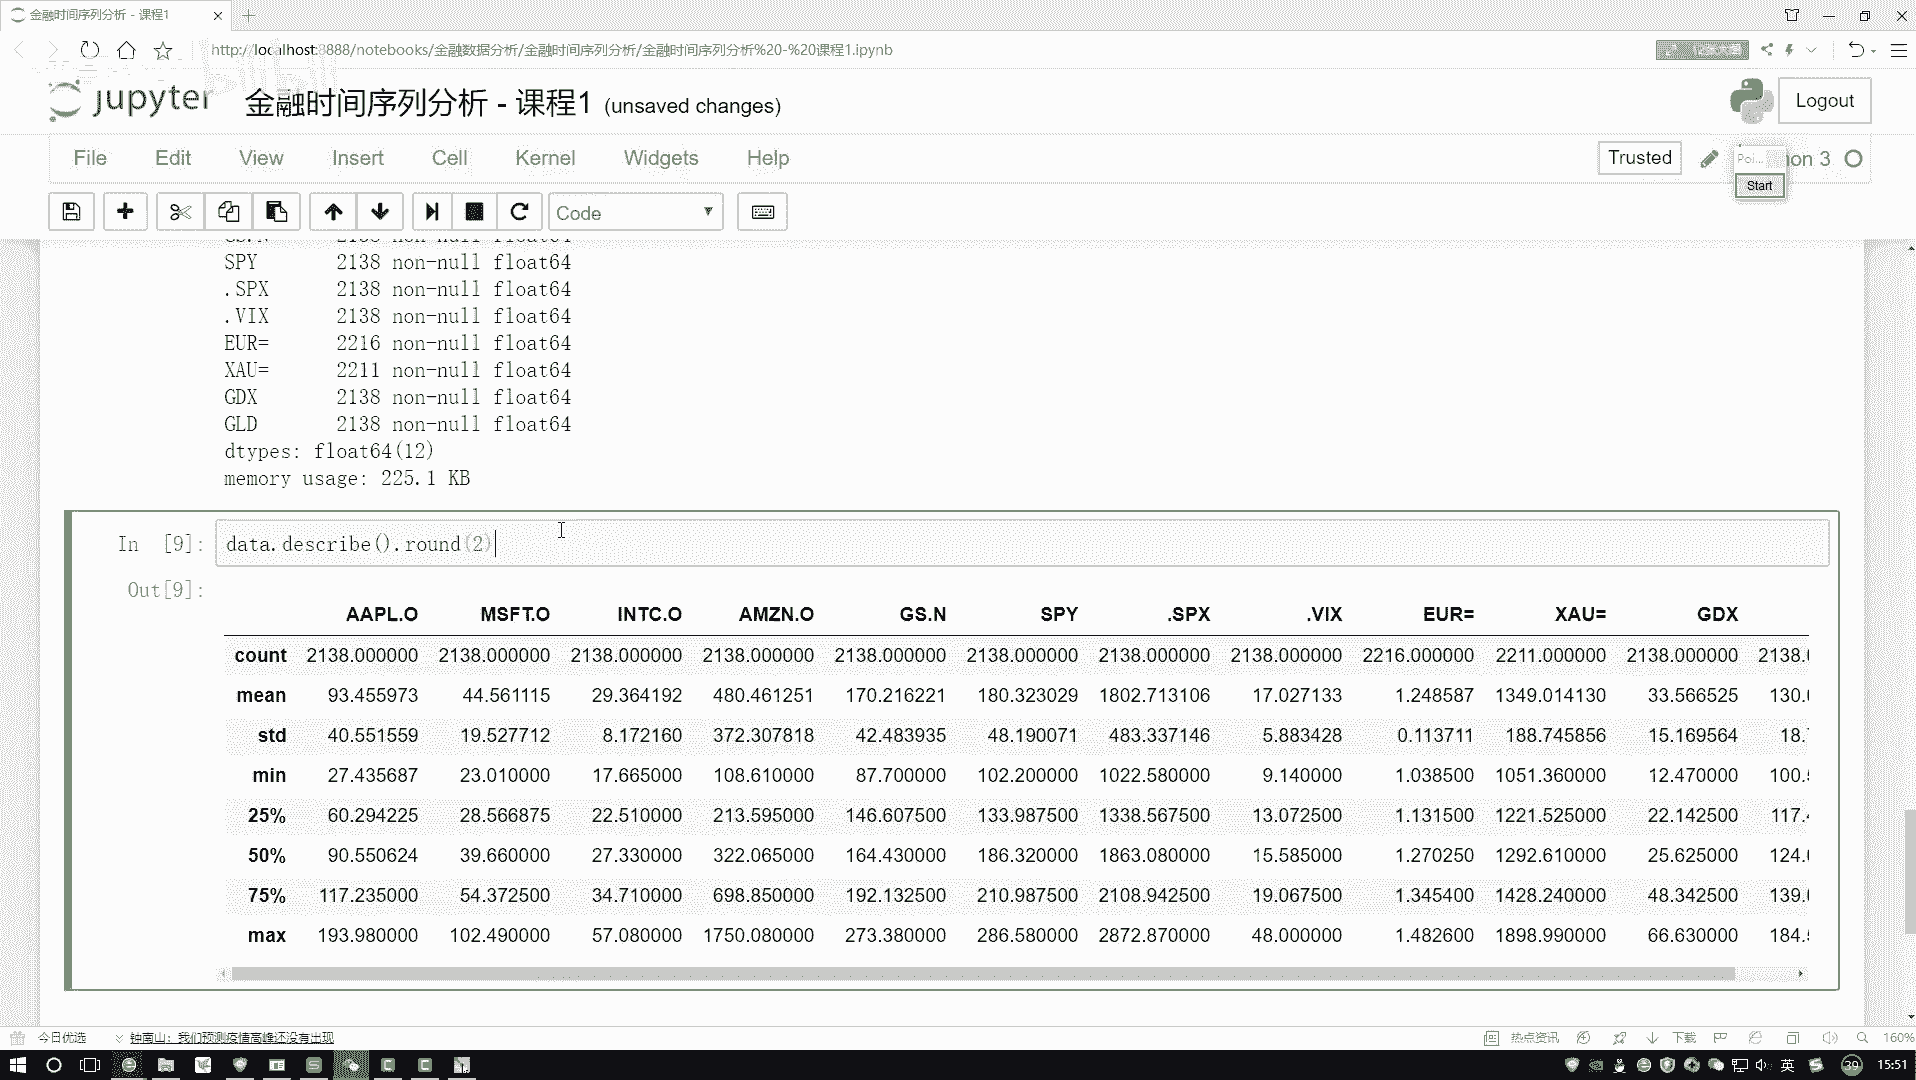 金融时间序列分析 - 课程1
http://localhost:8888/notebooks/金融数据分析/金融时间序列分析/金融时间序列分析%20-%20课程1.ipynb
jupyter 金融时间序列分析 - 课程1 (unsaved changes)
Logout
File Edit View Insert Cell Kernel Widgets Help
Trusted
Poi... on 3
Start
Code
SPY 2138 non-null float64
.SPX 2138 non-null float64
.VIX 2138 non-null float64
EUR= 2216 non-null float64
XAU= 2211 non-null float64
GDX 2138 non-null float64
GLD 2138 non-null float64
dtypes: float64(12)
memory usage: 225.1 KB
In [9]: data.describe().round(2)
Out[9]:
AAPL.O MSFT.O INTC.O AMZN.O GS.N SPY .SPX .VIX EUR= XAU= GDX
count 2138.000000 2138.000000 2138.000000 2138.000000 2138.000000 2138.000000 2138.000000 2138.000000 2216.000000 2211.000000 2138.000000 2138.
mean 93.455973 44.561115 29.364192 480.461251 170.216221 180.323029 1802.713106 17.027133 1.248587 1349.014130 33.566525 130.
std 40.551559 19.527712 8.172160 372.307818 42.483935 48.190071 483.337146 5.883428 0.113711 188.745856 15.169564 18.
min 27.435687 23.010000 17.665000 108.610000 87.700000 102.200000 1022.580000 9.140000 1.038500 1051.360000 12.470000 100.
25% 60.294225 28.566875 22.510000 213.595000 146.607500 133.987500 1338.567500 13.072500 1.131500 1221.525000 22.142500 117.
50% 90.550624 39.660000 27.330000 322.065000 164.430000 186.320000 1863.080000 15.585000 1.270250 1292.610000 25.625000 124.
75% 117.235000 54.372500 34.710000 698.850000 192.132500 210.987500 2108.942500 19.067500 1.345400 1428.240000 48.342500 139.
max 193.980000 102.490000 57.080000 1750.080000 273.380000 286.580000 2872.870000 48.000000 1.482600 1898.990000 66.630000 184.
今日优选 钟南山：我们预测疫情高峰还没有出现 热点资讯 下载 160%
英 39 15:51